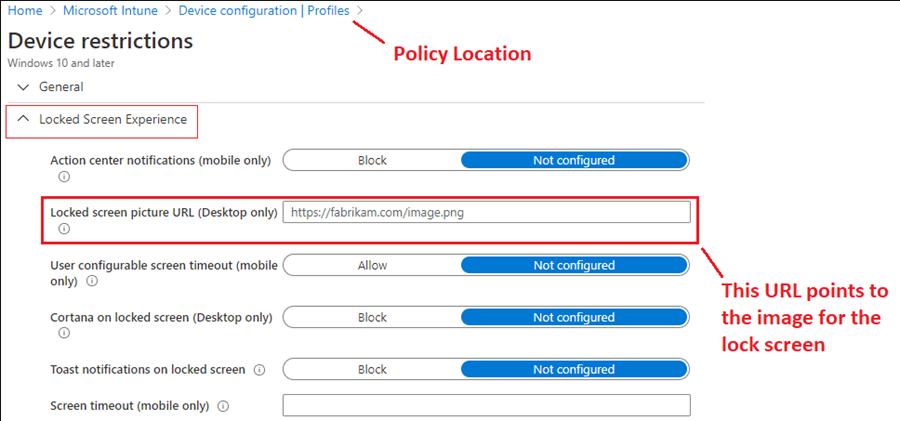 Home > Microsoft Intune > Device configuration | Profiles >
Device restrictions
Policy Location
Windows 10 and later
General
Locked Screen Experience
Action center notifications (mobile only)
Block
Not configured
Locked screen picture URL (Desktop only)
https://fabrikam.com/image.png
User configurable screen timeout (mobile
only)
Allow
Not configured
This URL points to
the image for the
lock screen
Cortana on locked screen (Desktop only)
Block
Not configured
Toast notifications on locked screen
Block
Not configured
Screen timeout (mobile only)